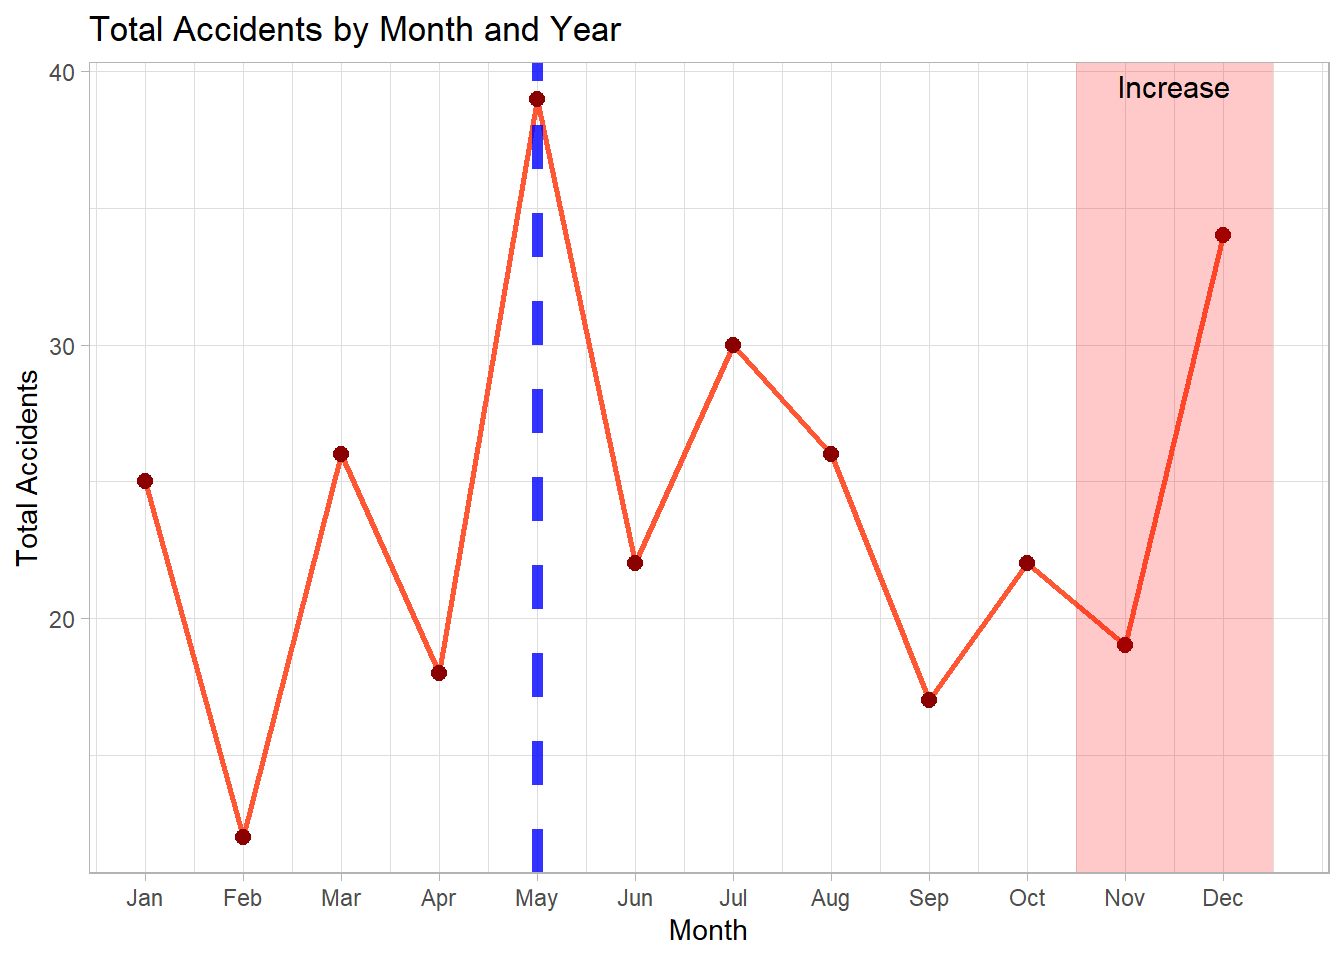 Total Accidents by Month and Year
Increase
40
30
20
Total Accidents
Jan Feb Mar Apr May Jun Jul Aug Sep Oct Nov Dec
Month